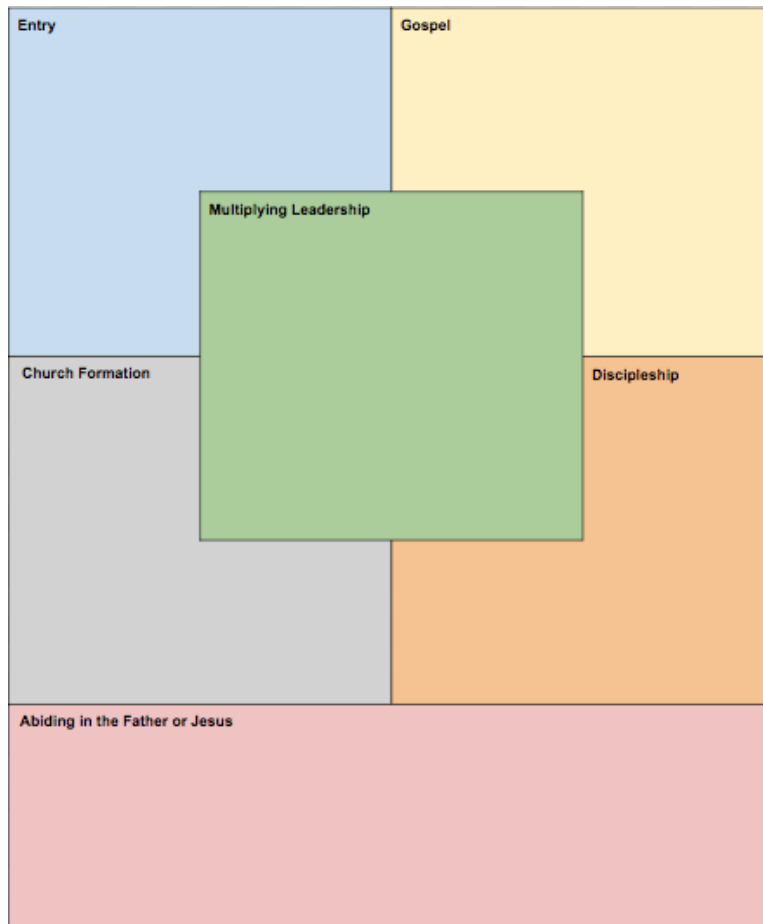 Entry
Gospel
Multiplying Leadership
Church Formation
Discipleship
Abiding in the Father or Jesus